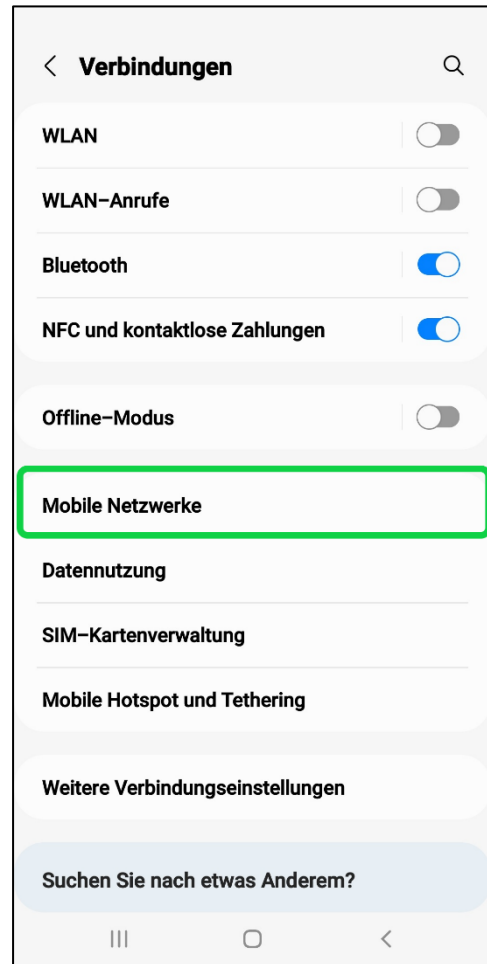 Verbindungen
WLAN
WLAN-Anrufe
Bluetooth
NFC und kontaktlose Zahlungen
Offline-Modus
Mobile Netzwerke
Datennutzung
SIM-Kartenverwaltung
Mobile Hotspot und Tethering
Weitere Verbindungseinstellungen
Suchen Sie nach etwas Anderem?